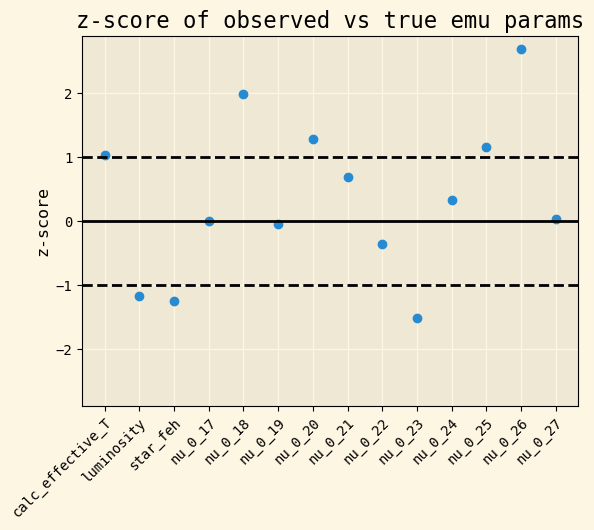 z-score of observed vs true emu params
z-score
2
1
0
−1
−2
calc_effective_T
luminosity
star_feh
nu_0_17
nu_0_18
nu_0_19
nu_0_20
nu_0_21
nu_0_22
nu_0_23
nu_0_24
nu_0_25
nu_0_26
nu_0_27